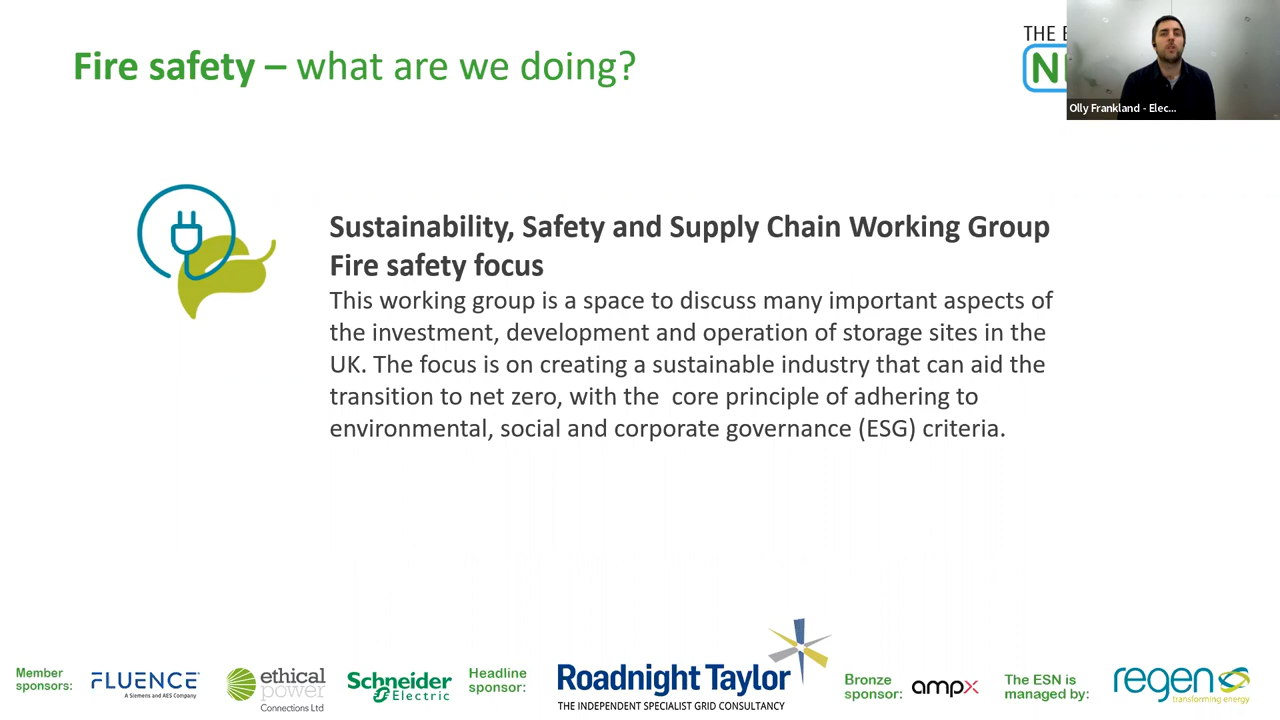 Fire safety – what are we doing?
THE E
N
Olly Frankland - Elec...
Sustainability, Safety and Supply Chain Working Group
Fire safety focus
This working group is a space to discuss many important aspects of
the investment, development and operation of storage sites in the
UK. The focus is on creating a sustainable industry that can aid the
transition to net zero, with the  core principle of adhering to
environmental, social and corporate governance (ESG) criteria.
Member
sponsors:
FLUENCE
A Siemens and AES Company
ethical
power
Connections Ltd
Schneider
Electric
Headline
sponsor:
Roadnight Taylor
THE INDEPENDENT SPECIALIST GRID CONSULTANCY
Bronze
sponsor:
ampx
The ESN is
managed by:
regen
transforming energy